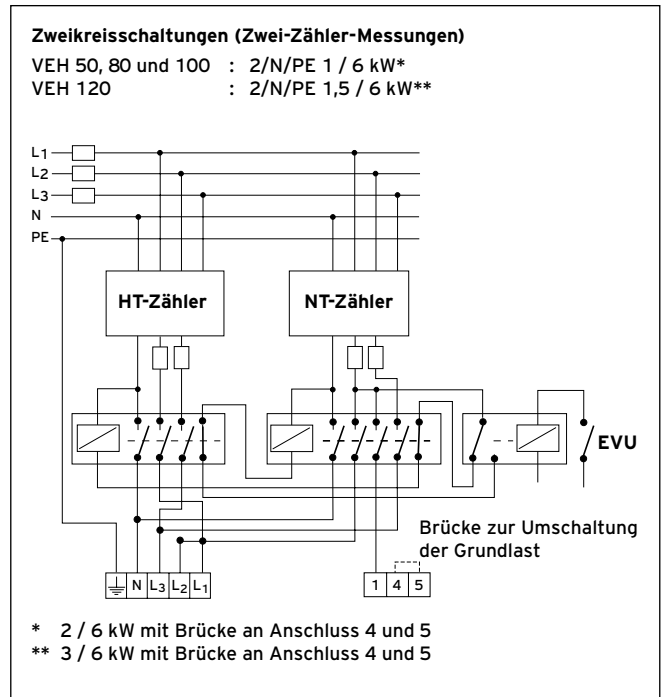 Zweikreisschaltungen (Zwei-Zähler-Messungen)
VEH 50, 80 und 100 : 2/N/PE 1 / 6 kW*
VEH 120 : 2/N/PE 1,5 / 6 kW**
L1
L2
L3
N
PE
HT-Zähler NT-Zähler
EVU
Brücke zur Umschaltung
der Grundlast
N L3 L2 L1 1 4 5
* 2 / 6 kW mit Brücke an Anschluss 4 und 5
** 3 / 6 kW mit Brücke an Anschluss 4 und 5